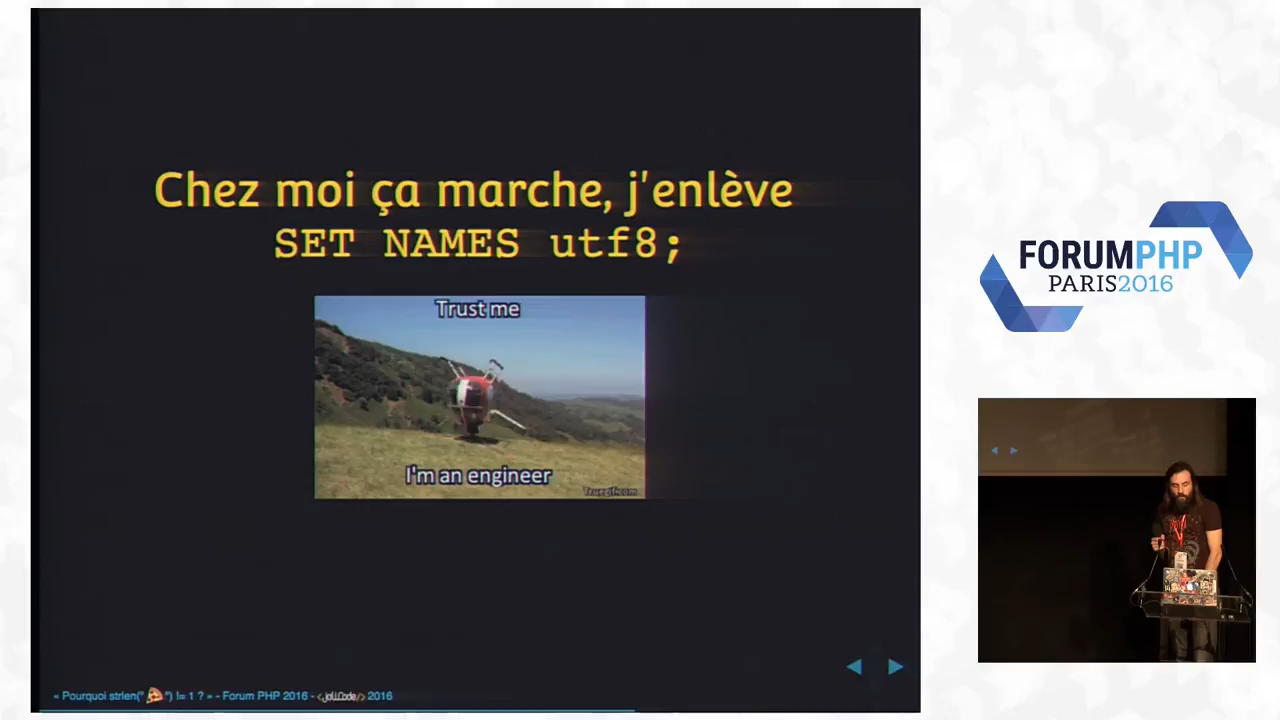 Chez moi ça marche, j'enlève
SET NAMES utf8;
Trust me
I'm an engineer
« Pourquoi strlen("🍕") != 1 ? » - Forum PHP 2016 - <jolicode/> 2016
FORUMPHP
PARIS2016